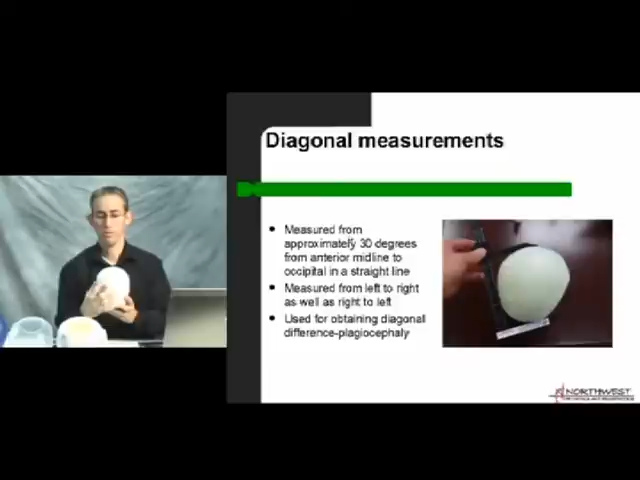 Diagonal measurements
Measured from
approximately 30 degrees
from anterior midline to
occipital in a straight line
Measured from left to right
as well as right to left
Used for obtaining diagonal
difference-plagiocephaly
NORTHWEST